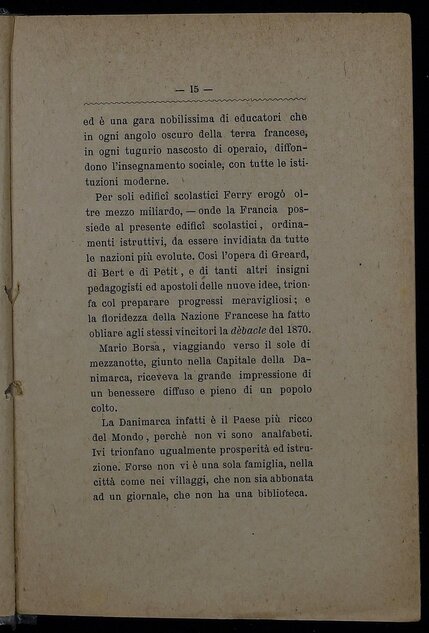 — 15 —
ed è una gara nobilissima di educatori che
in ogni angolo oscuro della terra francese,
in ogni tugurio nascosto di operaio, diffon-
dono l'insegnamento sociale, con tutte le isti-
tuzioni moderne.
Per soli edifici scolastici Ferry erogò ol-
tre mezzo miliardo, — onde la Francia pos-
siede al presente edificî scolastici, ordina-
menti istruttivi, da essere invidiata da tutte
le nazioni più evolute. Così l'opera di Greard,
di Bert e di Petit, e di tanti altri insigni
pedagogisti ed apostoli delle nuove idee, trion-
fa col preparare progressi meravigliosi; e
la floridezza della Nazione Francese ha fatto
obliare agli stessi vincitori la dèbacle del 1870.
Mario Borsa, viaggiando verso il sole di
mezzanotte, giunto nella Capitale della Da-
nimarca, riceveva la grande impressione di
un benessere diffuso e pieno di un popolo
colto.
La Danimarca infatti è il Paese più ricco
del Mondo, perchè non vi sono analfabeti.
Ivi trionfano ugualmente prosperità ed istru-
zione. Forse non vi è una sola famiglia, nella
città come nei villaggi, che non sia abbonata
ad un giornale, che non ha una biblioteca.